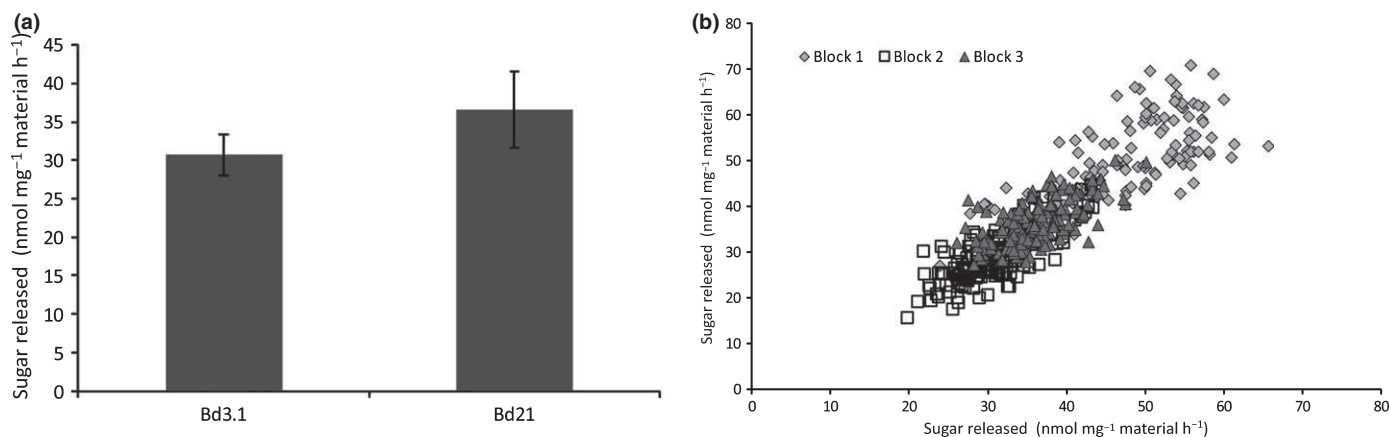 (a)
Sugar released (nmol mg⁻¹ material h⁻¹)
45
40
35
30
25
20
15
10
5
0
Bd3.1 Bd21
(b)
Sugar released (nmol mg⁻¹ material h⁻¹)
80
70
60
50
40
30
20
10
0
Block 1 Block 2 Block 3
0 10 20 30 40 50 60 70 80
Sugar released (nmol mg⁻¹ material h⁻¹)